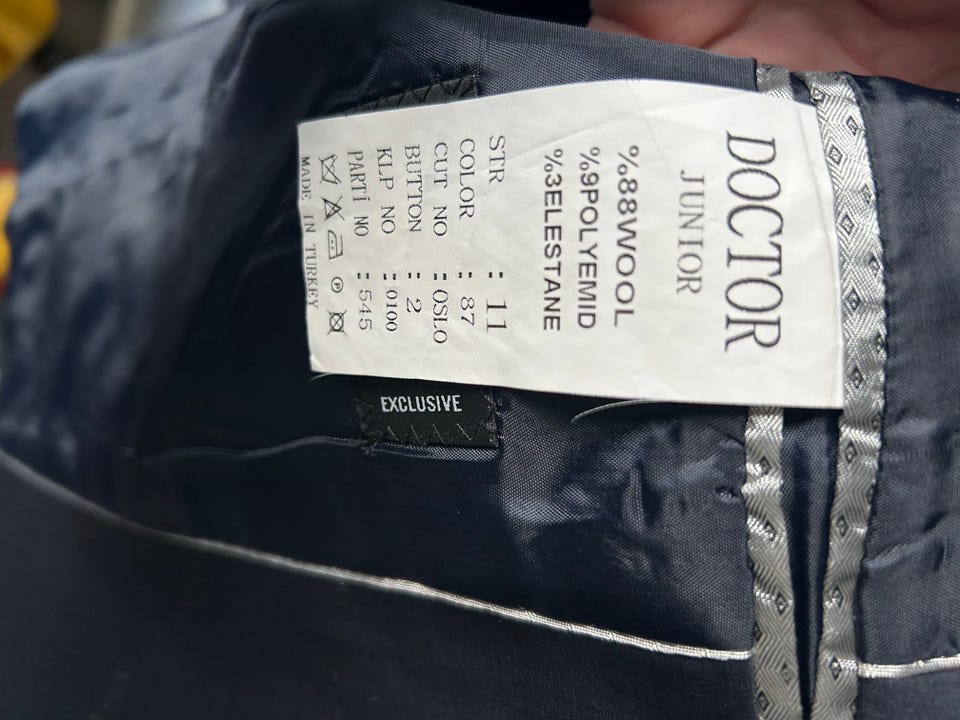 DOCTOR
JUNIOR
%88WOOL
%9POLYEMID
%3ELESTANE
STR : 11
COLOR : 87
CUT NO : OSLO
BUTTON : 2
KLP NO : 0100
PARTİ NO : 545
P
MADE IN TURKEY
EXCLUSIVE